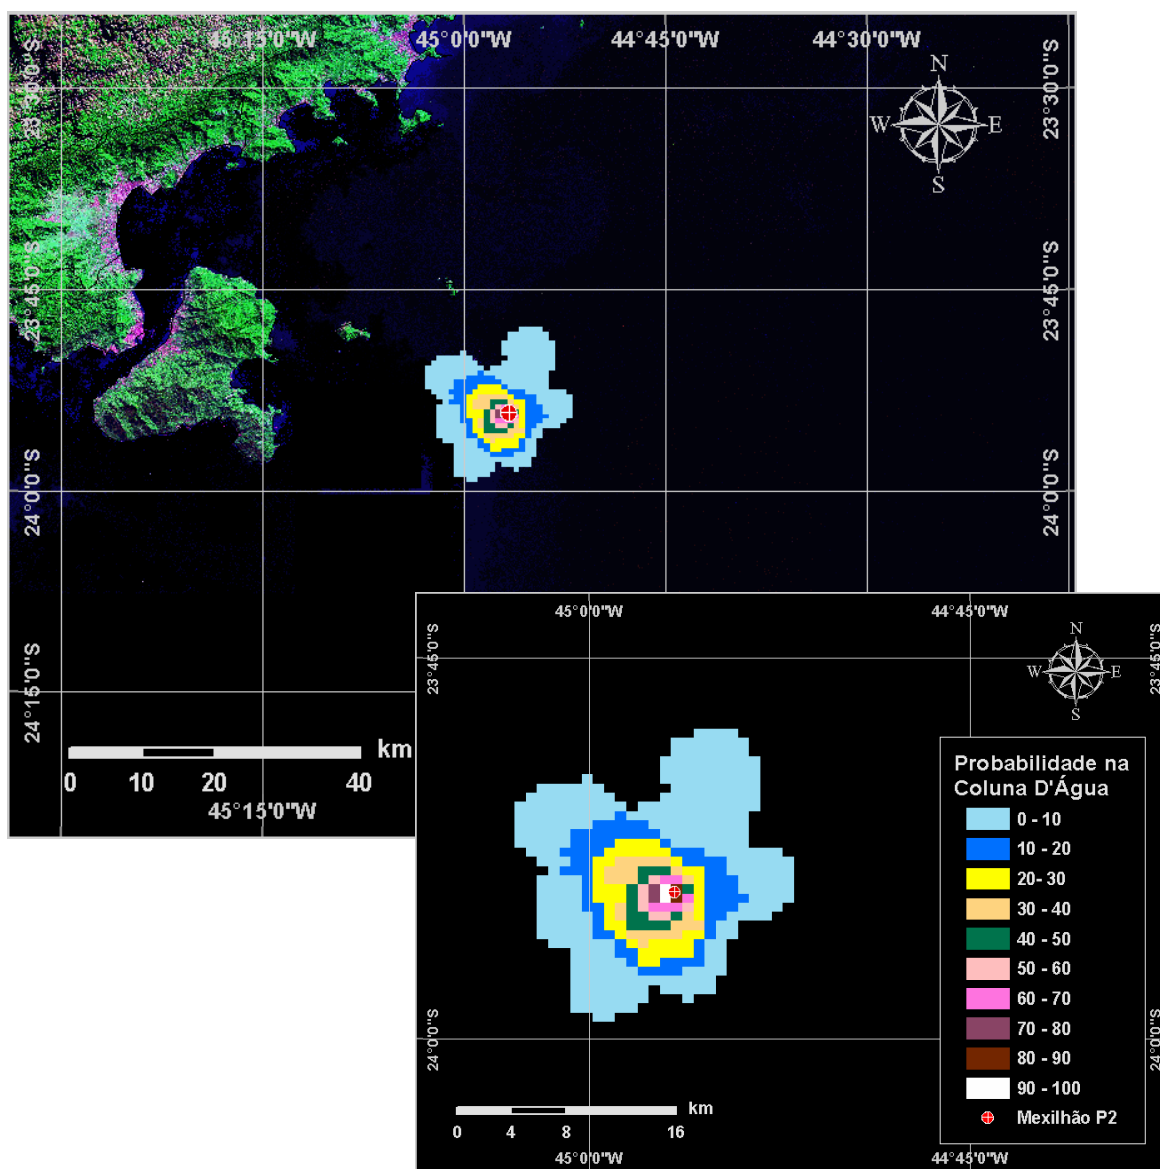 45°15'0"W 45°0'0"W 44°45'0"W 44°30'0"W
N
W E
S
23°30'0"S 23°30'0"S
23°45'0"S 23°45'0"S
24°0'0"S 24°0'0"S
24°15'0"S
km
0 10 20 40
45°15'0"W
45°0'0"W 44°45'0"W
N
W E
S
23°45'0"S 23°45'0"S
Probabilidade na
Coluna D'Água
0 - 10
10 - 20
20- 30
30 - 40
40 - 50
50 - 60
60 - 70
70 - 80
80 - 90
90 - 100
Mexilhão P2
24°0'0"S 24°0'0"S
km
0 4 8 16
45°0'0"W 44°45'0"W